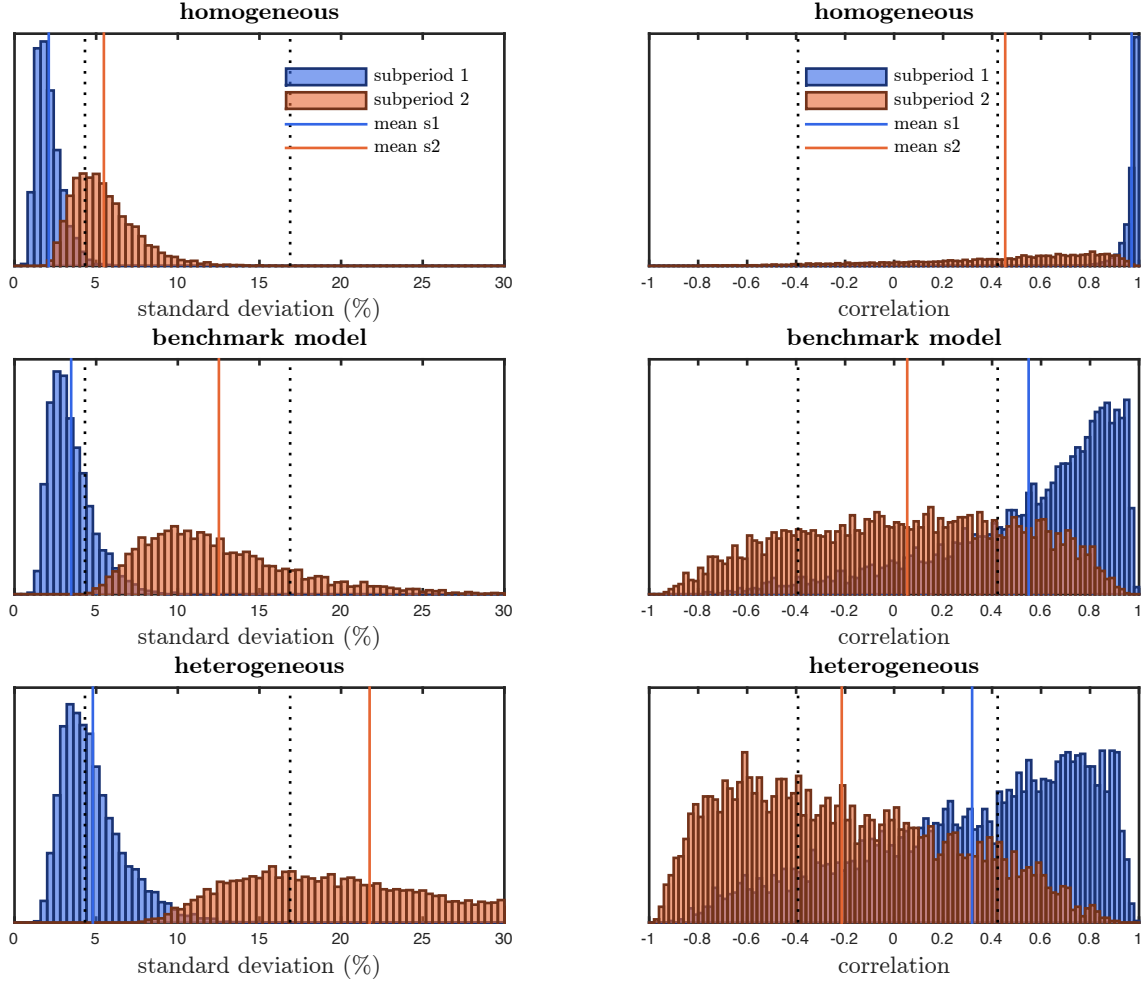 homogeneous
subperiod 1
subperiod 2
mean s1
mean s2
0 5 10 15 20 25 30
standard deviation (%)
homogeneous
subperiod 1
subperiod 2
mean s1
mean s2
-1 -0.8 -0.6 -0.4 -0.2 0 0.2 0.4 0.6 0.8 1
correlation
benchmark model
0 5 10 15 20 25 30
standard deviation (%)
benchmark model
-1 -0.8 -0.6 -0.4 -0.2 0 0.2 0.4 0.6 0.8 1
correlation
heterogeneous
0 5 10 15 20 25 30
standard deviation (%)
heterogeneous
-1 -0.8 -0.6 -0.4 -0.2 0 0.2 0.4 0.6 0.8 1
correlation